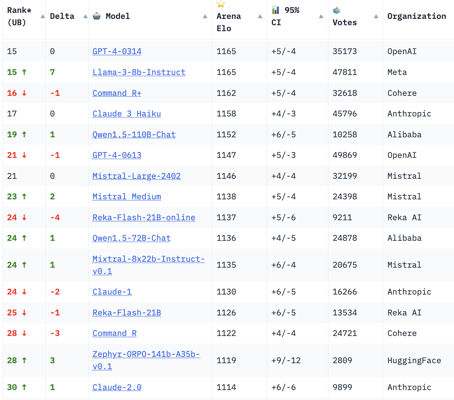 Rank* (UB) Delta 🤖 Model ⭐ Arena Elo 📊 95% CI 🗳️ Votes Organization
15 0 GPT-4-0314 1165 +5/-4 35173 OpenAI
15 ↑ 7 Llama-3-8b-Instruct 1165 +5/-4 47811 Meta
16 ↓ -1 Command R+ 1162 +5/-4 32618 Cohere
17 0 Claude 3 Haiku 1158 +4/-3 45796 Anthropic
19 ↑ 1 Qwen1.5-110B-Chat 1152 +6/-5 10258 Alibaba
21 ↓ -1 GPT-4-0613 1147 +5/-3 49869 OpenAI
21 0 Mistral-Large-2402 1146 +4/-4 32199 Mistral
23 ↑ 2 Mistral Medium 1138 +5/-4 24398 Mistral
24 ↓ -4 Reka-Flash-21B-online 1137 +5/-6 9211 Reka AI
24 ↑ 1 Qwen1.5-72B-Chat 1136 +4/-5 24878 Alibaba
24 ↑ 1 Mixtral-8x22b-Instruct-v0.1 1135 +6/-4 20675 Mistral
24 ↓ -2 Claude-1 1130 +6/-5 16266 Anthropic
25 ↓ -1 Reka-Flash-21B 1126 +6/-5 13534 Reka AI
28 ↓ -3 Command R 1122 +4/-4 24721 Cohere
28 ↑ 3 Zephyr-ORPO-141b-A35b-v0.1 1119 +9/-12 2809 HuggingFace
30 ↑ 1 Claude-2.0 1114 +6/-6 9899 Anthropic